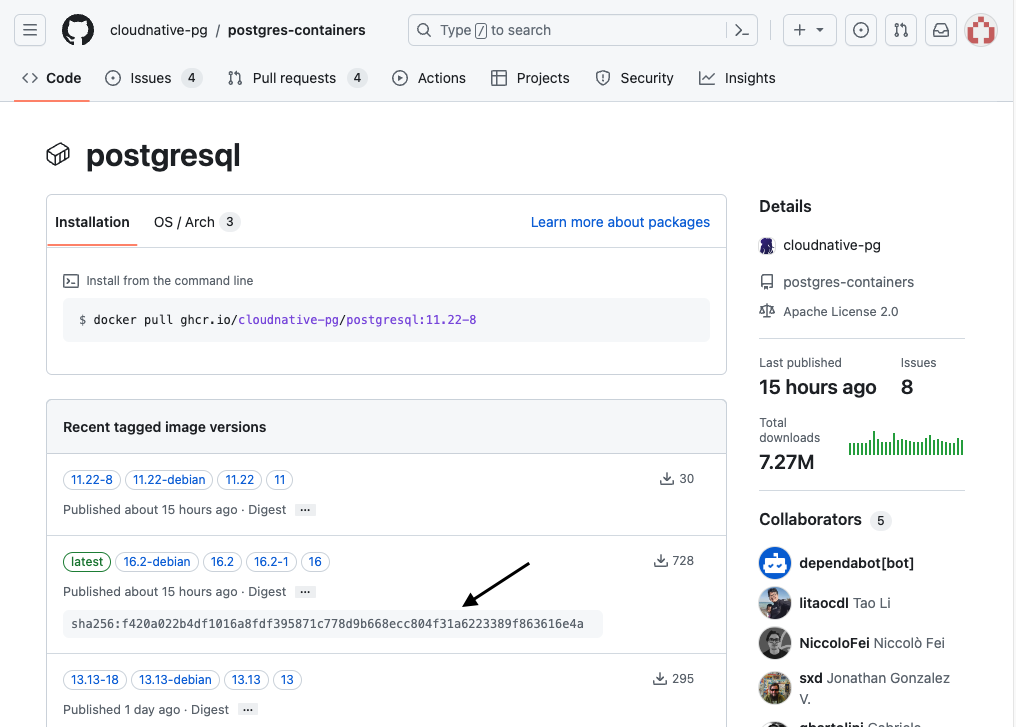 cloudnative-pg / postgres-containers
Type / to search
Code
Issues 4
Pull requests 4
Actions
Projects
Security
Insights
postgresql
Installation
OS / Arch 3
Learn more about packages
Install from the command line
$ docker pull ghcr.io/cloudnative-pg/postgresql:11.22-8
Recent tagged image versions
11.22-8 11.22-debian 11.22 11
30
Published about 15 hours ago · Digest ...
latest 16.2-debian 16.2 16.2-1 16
728
Published about 15 hours ago · Digest ...
sha256:f420a022b4df1016a8fdf395871c778d9b668ecc804f31a6223389f863616e4a
13.13-18 13.13-debian 13.13 13
295
Published 1 day ago · Digest ...
Details
cloudnative-pg
postgres-containers
Apache License 2.0
Last published
15 hours ago
Issues
8
Total
downloads
7.27M
Collaborators 5
dependabot[bot]
litaocdl Tao Li
NiccoloFei Niccolò Fei
sxd Jonathan Gonzalez
V.
gbartolini Gabriele